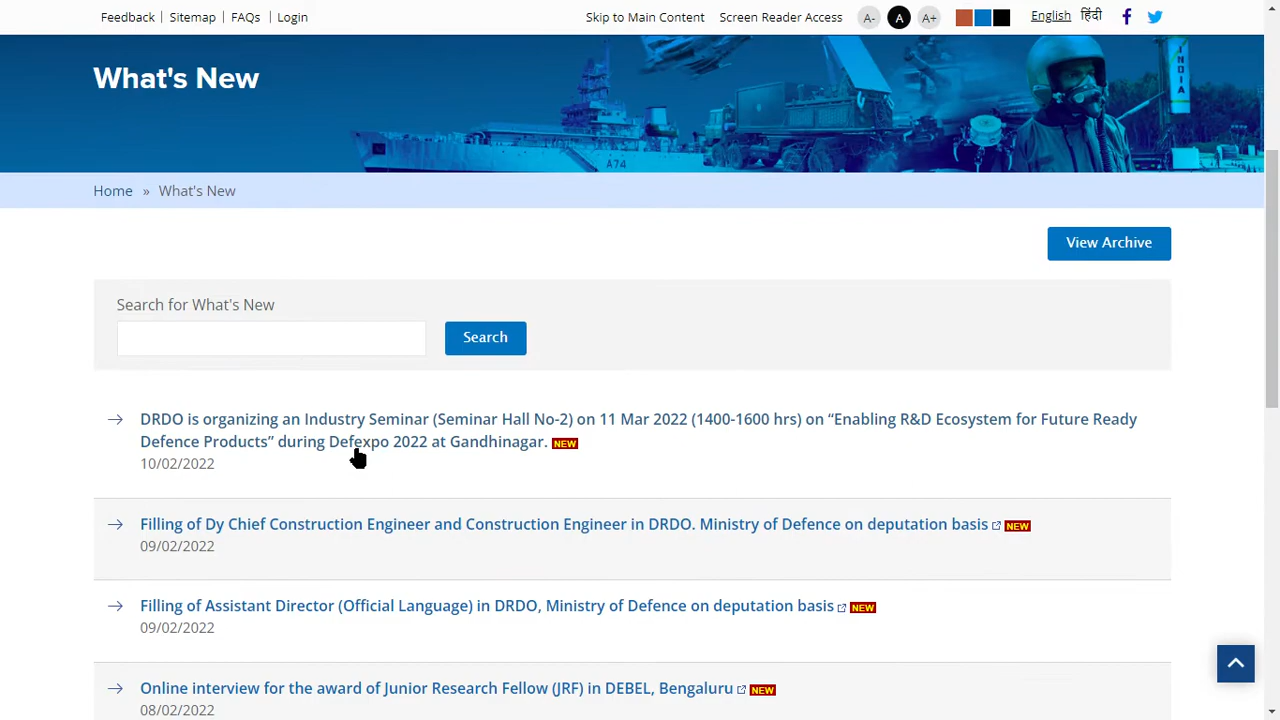 Feedback | Sitemap | FAQs | Login Skip to Main Content Screen Reader Access A- A A+ English हिंदी
What's New
INDIA
A74
Home » What's New
View Archive
Search for What's New
Search
DRDO is organizing an Industry Seminar (Seminar Hall No-2) on 11 Mar 2022 (1400-1600 hrs) on “Enabling R&D Ecosystem for Future Ready
Defence Products” during Defexpo 2022 at Gandhinagar. NEW
10/02/2022
Filling of Dy Chief Construction Engineer and Construction Engineer in DRDO. Ministry of Defence on deputation basis NEW
09/02/2022
Filling of Assistant Director (Official Language) in DRDO, Ministry of Defence on deputation basis NEW
09/02/2022
Online interview for the award of Junior Research Fellow (JRF) in DEBEL, Bengaluru NEW
08/02/2022